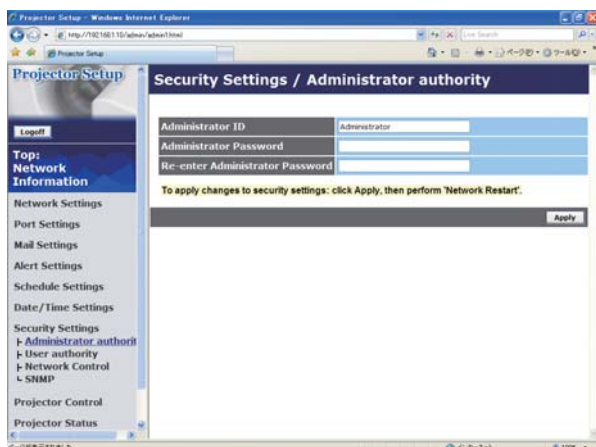 Projector Setup - Windows Internet Explorer
Live Search
Projector Setup
Projector Setup
Logoff
Top:
Network
Information
Network Settings
Port Settings
Mail Settings
Alert Settings
Schedule Settings
Date/Time Settings
Security Settings
Administrator authorit
User authority
Network Control
SNMP
Projector Control
Projector Status
Security Settings / Administrator authority
Administrator ID
Administrator
Administrator Password
Re-enter Administrator Password
To apply changes to security settings: click Apply, then perform 'Network Restart'.
Apply